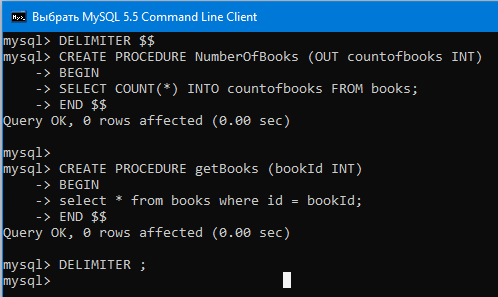 Выбрать MySQL 5.5 Command Line Client
mysql> DELIMITER $$
mysql> CREATE PROCEDURE NumberOfBooks (OUT countofbooks INT)
    -> BEGIN
    -> SELECT COUNT(*) INTO countofbooks FROM books;
    -> END $$
Query OK, 0 rows affected (0.00 sec)

mysql>
mysql> CREATE PROCEDURE getBooks (bookId INT)
    -> BEGIN
    -> select * from books where id = bookId;
    -> END $$
Query OK, 0 rows affected (0.00 sec)

mysql> DELIMITER ;
mysql>